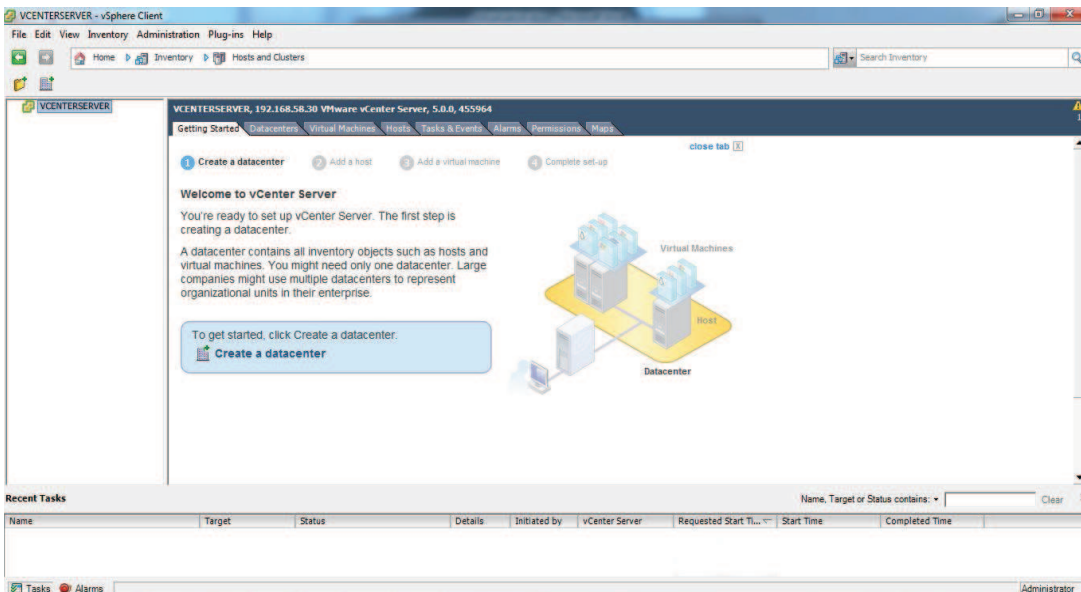 VCENTERSERVER - vSphere Client
File Edit View Inventory Administration Plug-ins Help
Home Inventory Hosts and Clusters
Search Inventory
VCENTERSERVER
VCENTERSERVER, 192.168.58.30 VMware vCenter Server, 5.0.0, 455964
Getting Started Datacenters Virtual Machines Hosts Tasks & Events Alarms Permissions Maps
close tab X
1 Create a datacenter 2 Add a host 3 Add a virtual machine 4 Complete set-up
Welcome to vCenter Server
You're ready to set up vCenter Server. The first step is
creating a datacenter.
A datacenter contains all inventory objects such as hosts and
virtual machines. You might need only one datacenter. Large
companies might use multiple datacenters to represent
organizational units in their enterprise.
To get started, click Create a datacenter.
Create a datacenter
Virtual Machines
Host
Datacenter
Recent Tasks
Name, Target or Status contains:
Clear
Name Target Status Details Initiated by vCenter Server Requested Start Ti... Start Time Completed Time
Tasks Alarms
Administrator